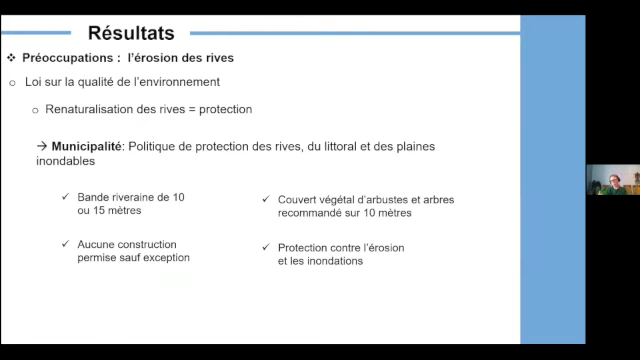 Résultats
❖ Préoccupations : l'érosion des rives
o Loi sur la qualité de l'environnement
o Renaturalisation des rives = protection
→ Municipalité: Politique de protection des rives, du littoral et des plaines
inondables
✓ Bande riveraine de 10
ou 15 mètres
✓ Couvert végétal d'arbustes et arbres
recommandé sur 10 mètres
✓ Aucune construction
permise sauf exception
✓ Protection contre l'érosion
et les inondations